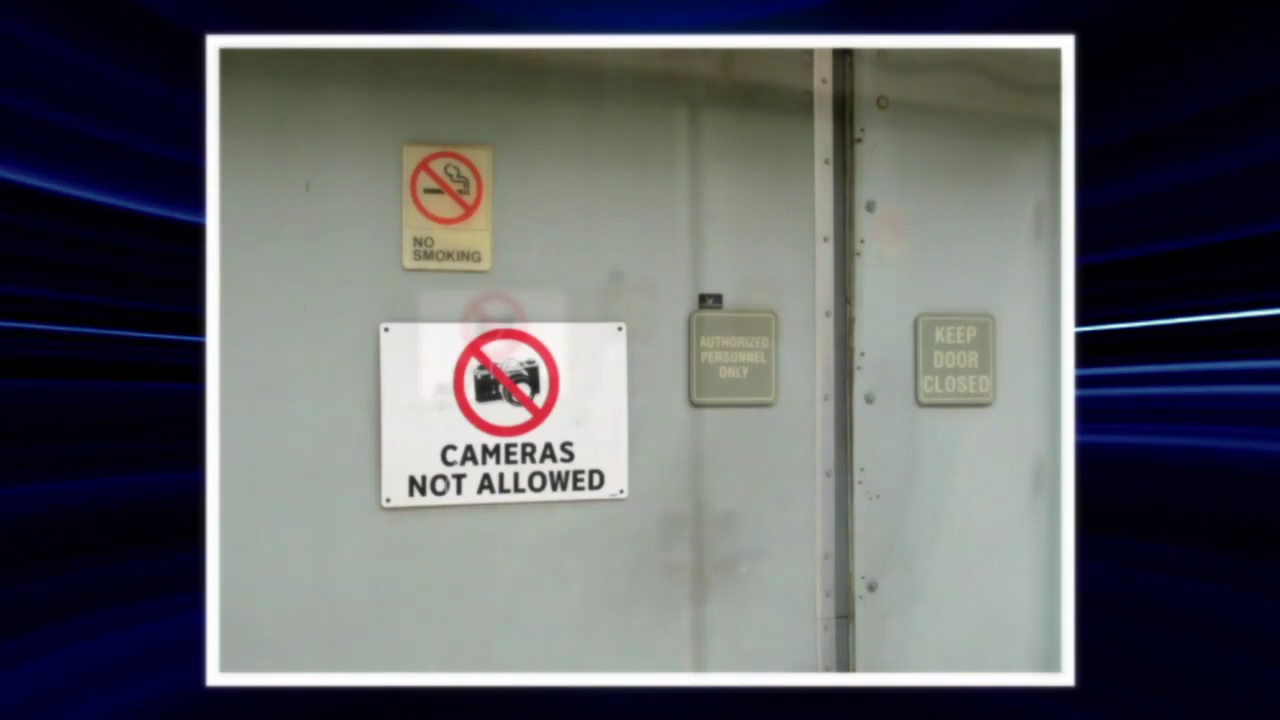 NO
SMOKING
CAMERAS
NOT ALLOWED
AUTHORIZED
PERSONNEL
ONLY
KEEP
DOOR
CLOSED